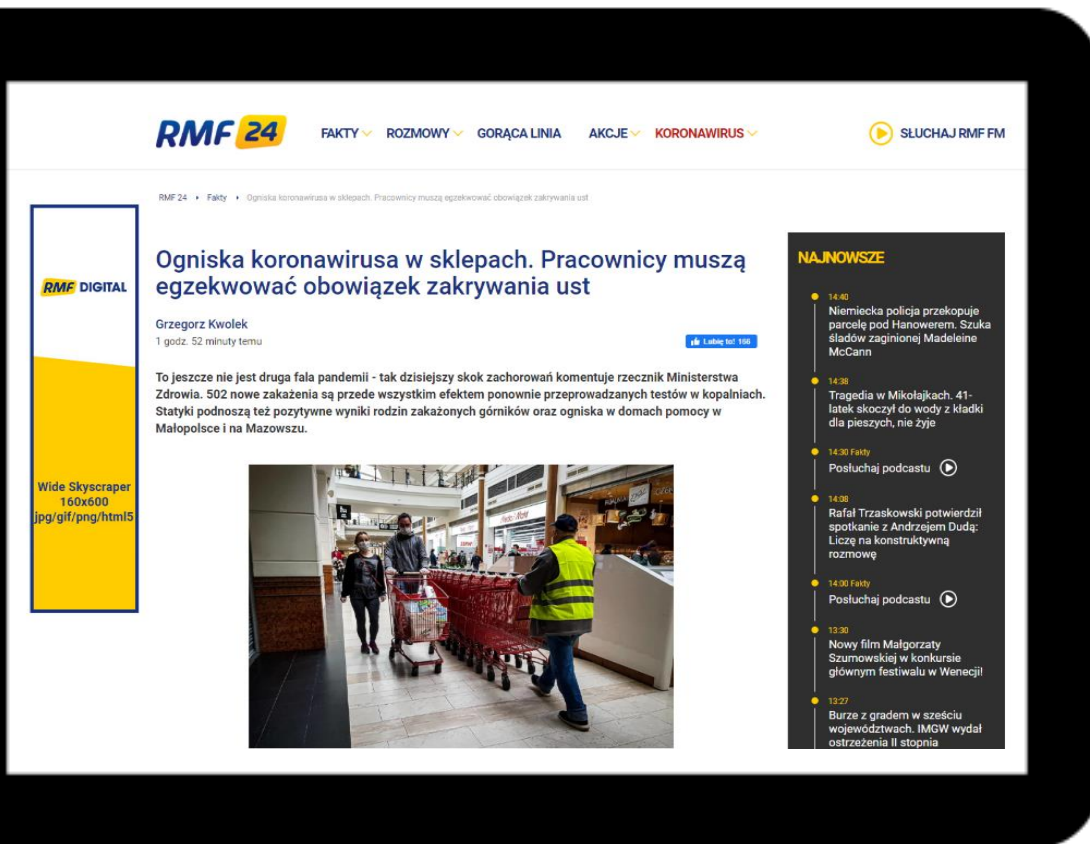 RMF 24
FAKTY
ROZMOWY
GORĄCA LINIA
AKCJE
KORONAWIRUS
SŁUCHAJ RMF FM
RMF 24 • Fakty • Ogniska koronawirusa w sklepach. Pracownicy muszą egzekwować obowiązek zakrywania ust
RMF DIGITAL
Wide Skyscraper
160x600
jpg/gif/png/html5
Ogniska koronawirusa w sklepach. Pracownicy muszą
egzekwować obowiązek zakrywania ust
Grzegorz Kwolek
1 godz. 52 minuty temu
Lubię to! 166
To jeszcze nie jest druga fala pandemii - tak dzisiejszy skok zachorowań komentuje rzecznik Ministerstwa
Zdrowia. 502 nowe zakażenia są przede wszystkim efektem ponownie przeprowadzanych testów w kopalniach.
Statyki podnoszą też pozytywne wyniki rodzin zakażonych górników oraz ogniska w domach pomocy w
Małopolsce i na Mazowszu.
NAJNOWSZE
14:40
Niemiecka policja przekopuje
parcelę pod Hanowerem. Szuka
śladów zaginionej Madeleine
McCann
14:38
Tragedia w Mikołajkach. 41-
latek skoczył do wody z kładki
dla pieszych, nie żyje
14:30 Fakty
Posłuchaj podcastu
14:08
Rafał Trzaskowski potwierdził
spotkanie z Andrzejem Dudą:
Liczę na konstruktywną
rozmowę
14:00 Fakty
Posłuchaj podcastu
13:30
Nowy film Małgorzaty
Szumowskiej w konkursie
głównym festiwalu w Wenecji!
13:27
Burze z gradem w sześciu
województwach. IMGW wydał
ostrzeżenia II stopnia